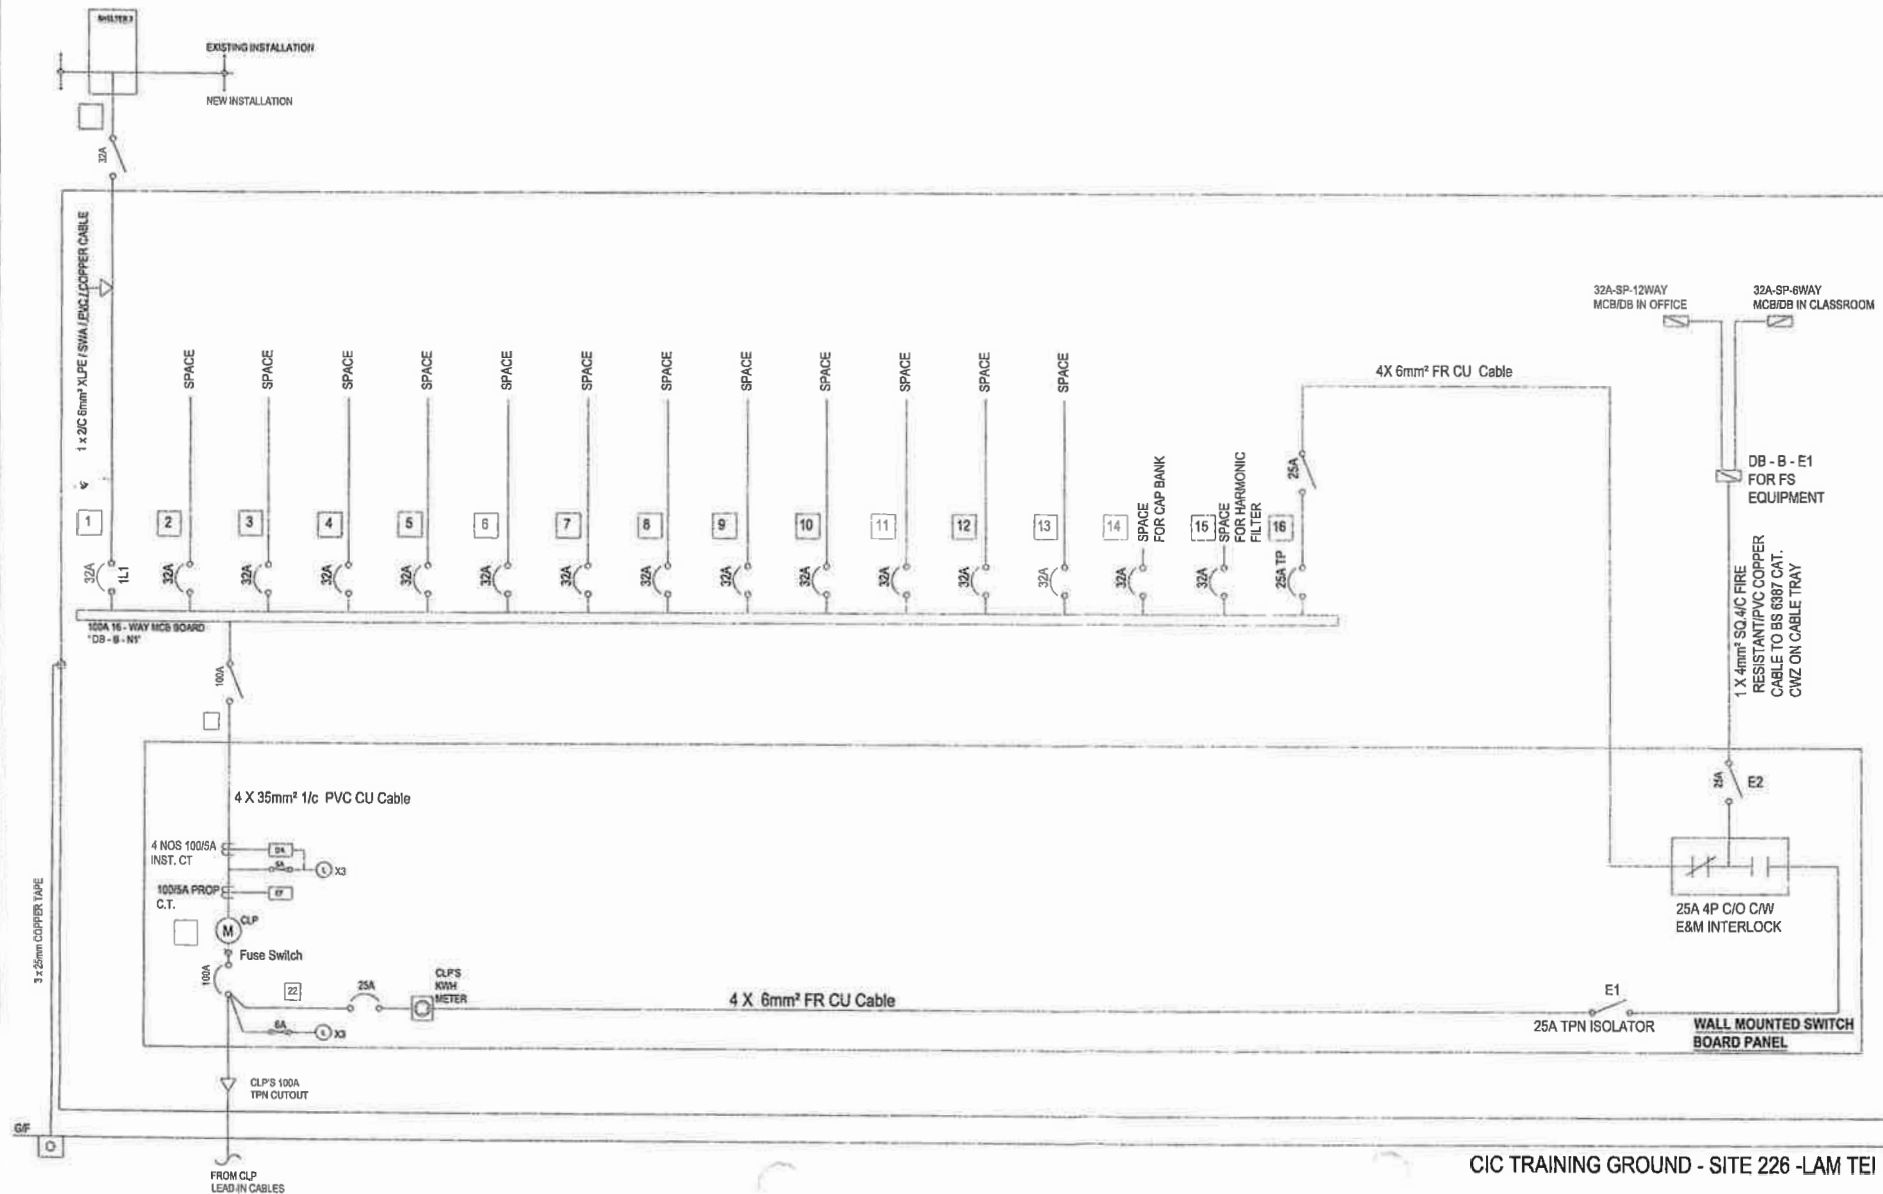 SHELTER 3
EXISTING INSTALLATION
NEW INSTALLATION
32A
1 x 2/C 6mm² XLPE / SWA / PVC / COPPER CABLE
32A-SP-12WAY
MCB/DB IN OFFICE
32A-SP-6WAY
MCB/DB IN CLASSROOM
SPACE
SPACE
SPACE
SPACE
SPACE
SPACE
SPACE
SPACE
SPACE
SPACE
SPACE
SPACE
4X 6mm² FR CU Cable
25A
DB - B - E1
FOR FS
EQUIPMENT
SPACE
FOR CAP BANK
SPACE
FOR HARMONIC
FILTER
1
2
3
4
5
6
7
8
9
10
11
12
13
14
15
16
32A
1L1
32A
32A
32A
32A
32A
32A
32A
32A
32A
32A
32A
32A
32A
32A
25A TP
1 X 4mm² SQ.4/C FIRE
RESISTANT/PVC COPPER
CABLE TO BS 6387 CAT.
CWZ ON CABLE TRAY
100A 16 - WAY MCB BOARD
"DB - B - N1"
100A
4 X 35mm² 1/c PVC CU Cable
25A
E2
4 NOS 100/5A
INST. CT
X3
100/5A PROP
C.T.
EF
CLP
M
Fuse Switch
100A
22
25A
CLP'S
KWH
METER
4 X 6mm² FR CU Cable
6A
X3
25A 4P C/O C/W
E&M INTERLOCK
E1
25A TPN ISOLATOR
WALL MOUNTED SWITCH
BOARD PANEL
3 x 25mm COPPER TAPE
CLP'S 100A
TPN CUTOUT
G/F
FROM CLP
LEAD-IN CABLES
CIC TRAINING GROUND - SITE 226 -LAM TEI